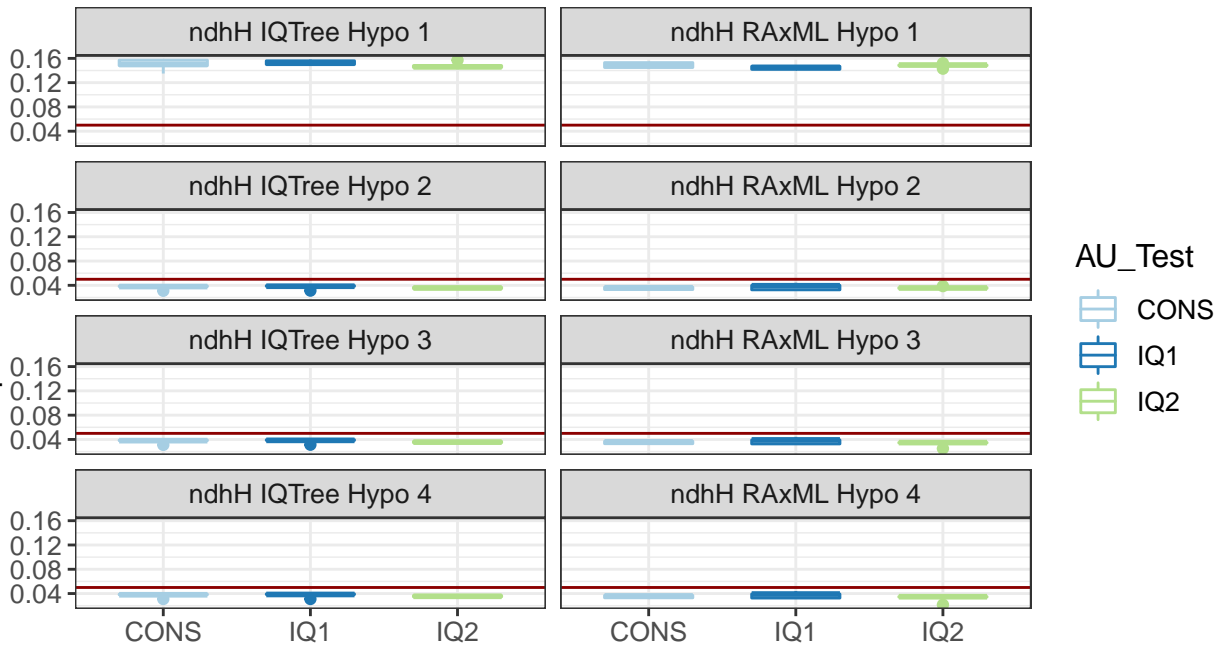 ndhH IQTree Hypo 1
ndhH RAxML Hypo 1
0.16
0.12
0.08
0.04
ndhH IQTree Hypo 2
ndhH RAxML Hypo 2
0.16
0.12
0.08
0.04
ndhH IQTree Hypo 3
ndhH RAxML Hypo 3
0.16
0.12
0.08
0.04
ndhH IQTree Hypo 4
ndhH RAxML Hypo 4
0.16
0.12
0.08
0.04
CONS IQ1 IQ2
CONS IQ1 IQ2
AU_Test
CONS
IQ1
IQ2